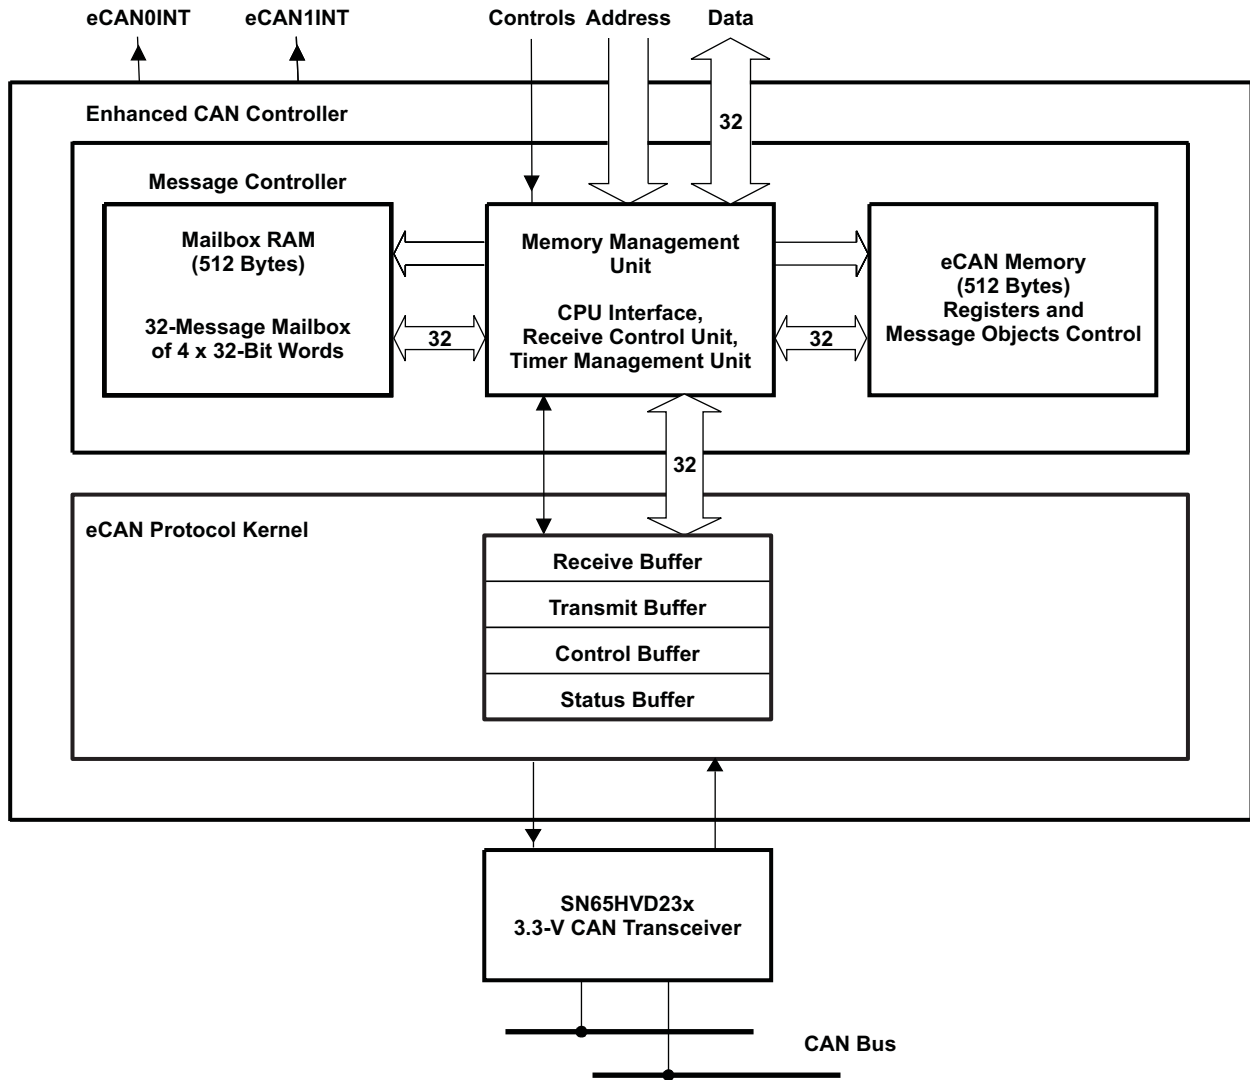 eCAN0INT eCAN1INT Controls Address Data
32
Enhanced CAN Controller
Message Controller
Mailbox RAM
(512 Bytes)
32-Message Mailbox
of 4 x 32-Bit Words
32
Memory Management
Unit
CPU Interface,
Receive Control Unit,
Timer Management Unit
32
eCAN Memory
(512 Bytes)
Registers and
Message Objects Control
32
eCAN Protocol Kernel
Receive Buffer
Transmit Buffer
Control Buffer
Status Buffer
SN65HVD23x
3.3-V CAN Transceiver
CAN Bus